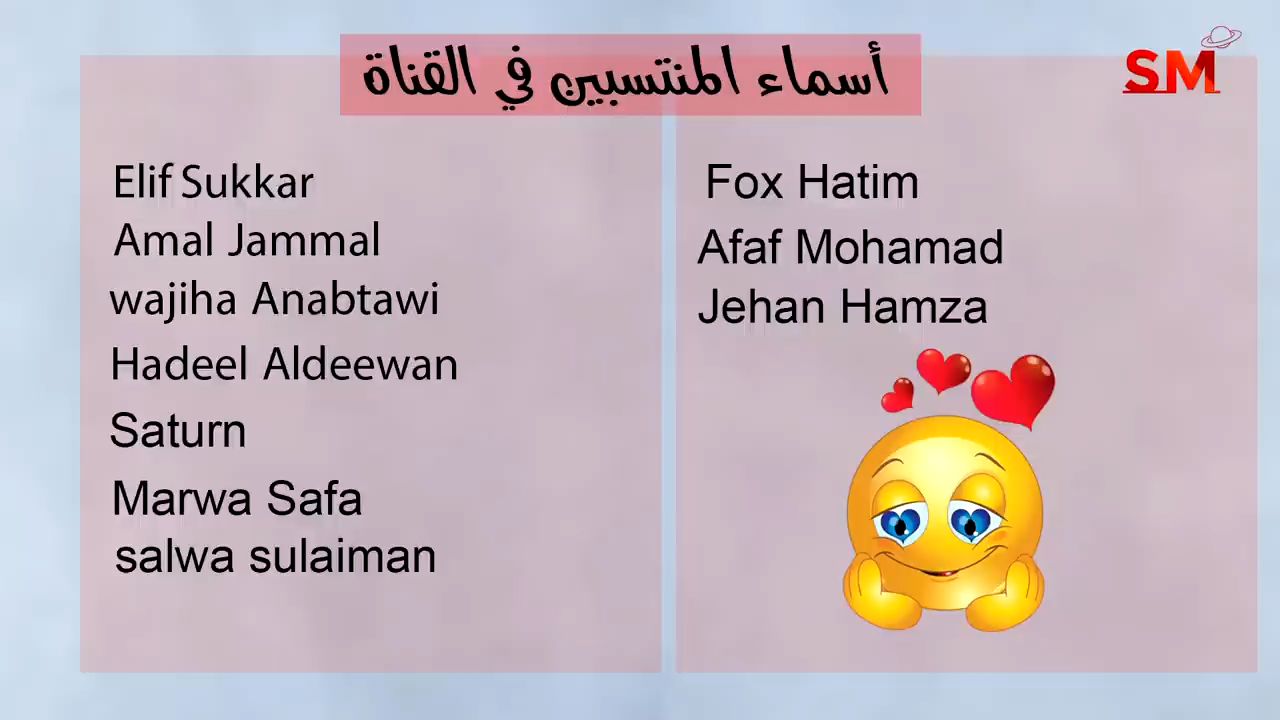 أسماء المنتسبين في القناة
SM
Elif Sukkar
Amal Jammal
wajiha Anabtawi
Hadeel Aldeewan
Saturn
Marwa Safa
salwa sulaiman
Fox Hatim
Afaf Mohamad
Jehan Hamza